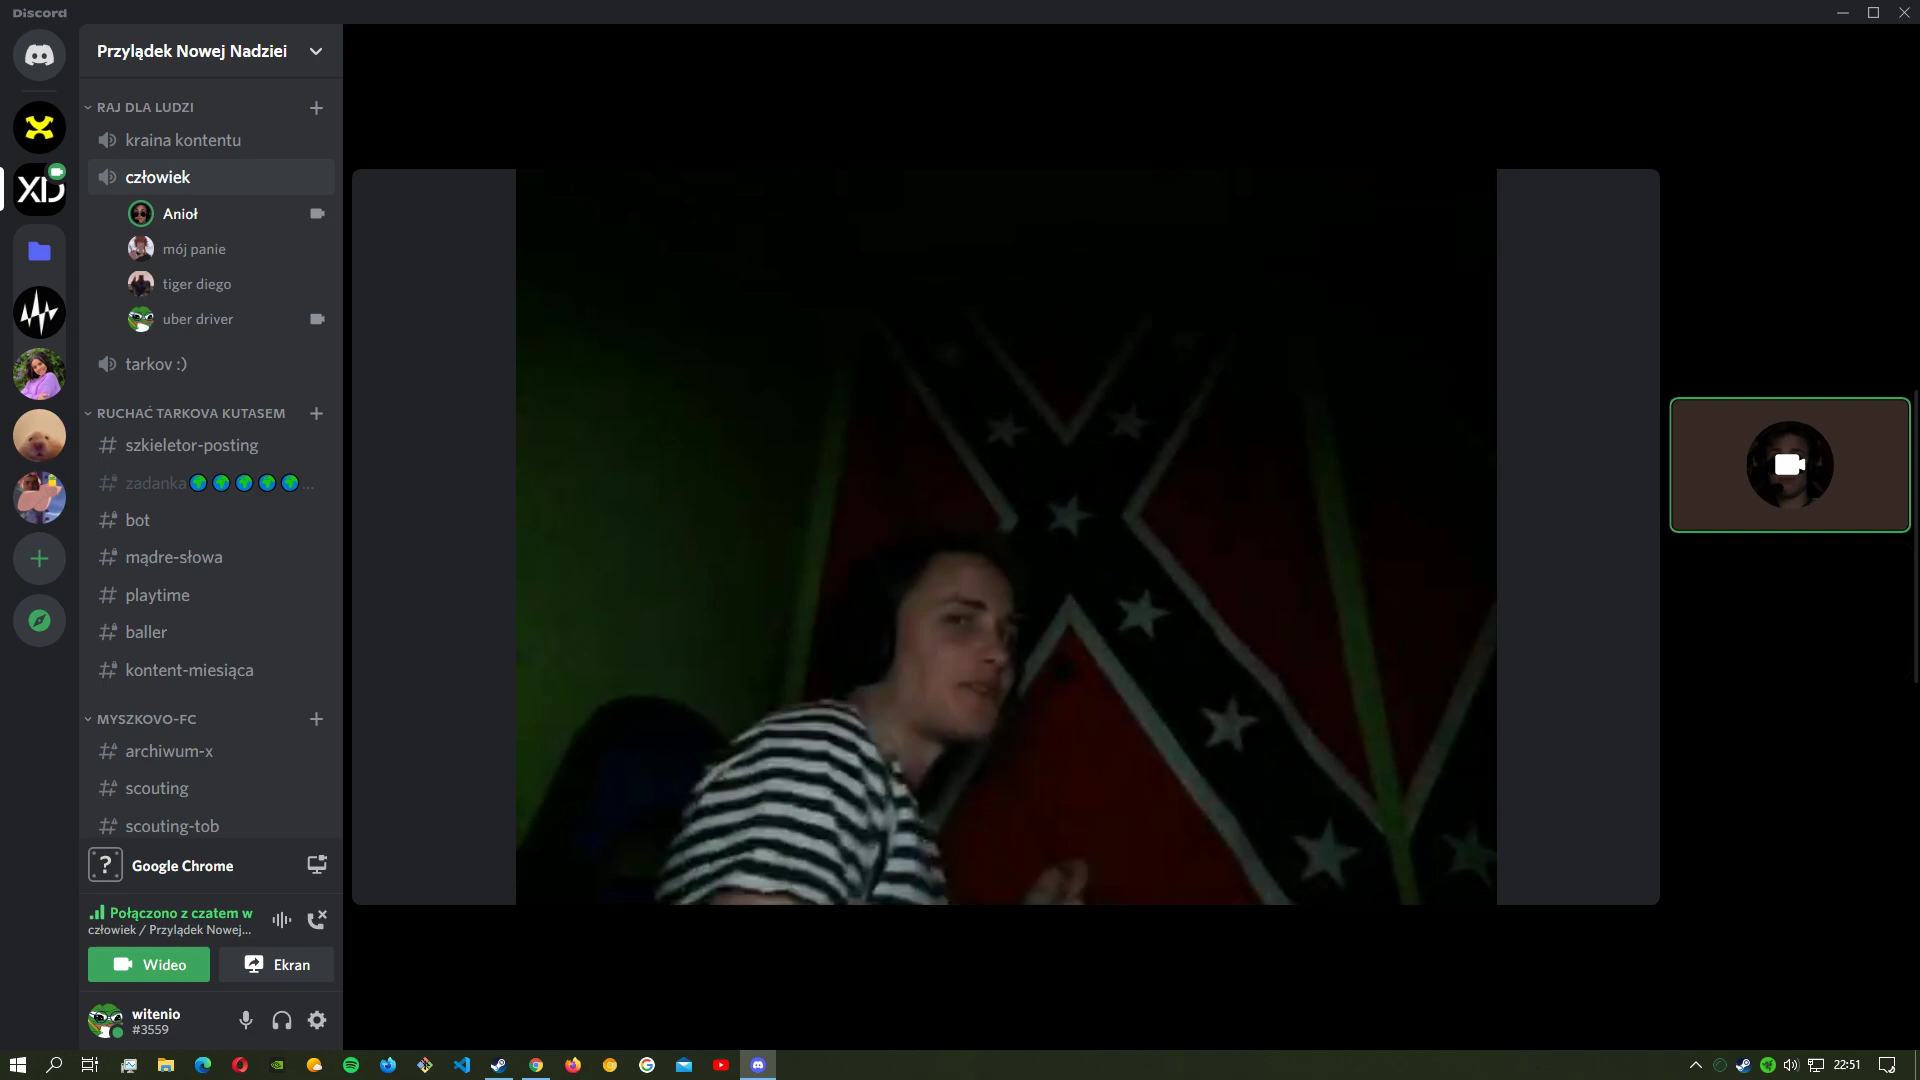 Discord
Przylądek Nowej Nadziei
RAJ DLA LUDZI
kraina kontentu
XD
człowiek
Anioł
mój panie
tiger diego
uber driver
tarkov :)
RUCHAĆ TARKOVA KUTASEM
szkieletor-posting
zadanka🌍🌍🌍🌍🌍...
bot
mądre-słowa
playtime
baller
kontent-miesiąca
MYSZKOVO-FC
archiwum-x
scouting
scouting-tob
? Google Chrome
Połączono z czatem w
człowiek / Przylądek Nowej...
Wideo Ekran
witenio
#3559
22:51